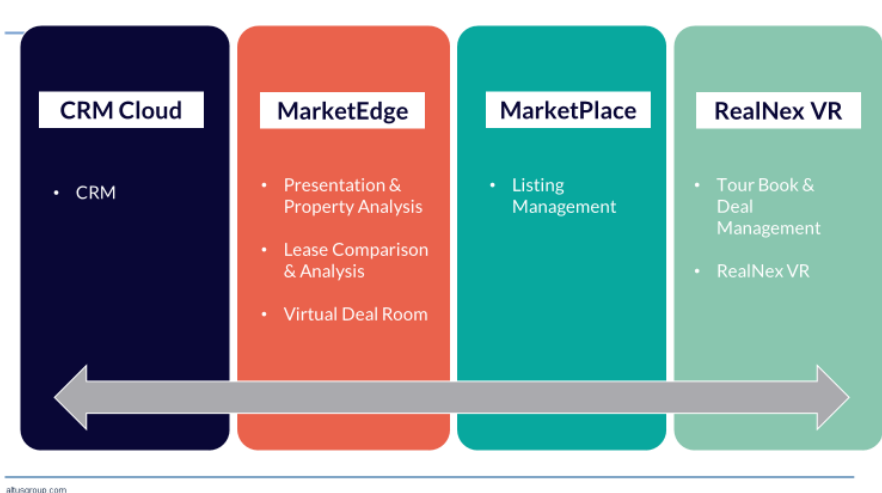 CRM Cloud
• CRM
MarketEdge
• Presentation &
Property Analysis
• Lease Comparison
& Analysis
• Virtual Deal Room
MarketPlace
• Listing
Management
RealNex VR
• Tour Book &
Deal
Management
• RealNex VR
altusgroup.com